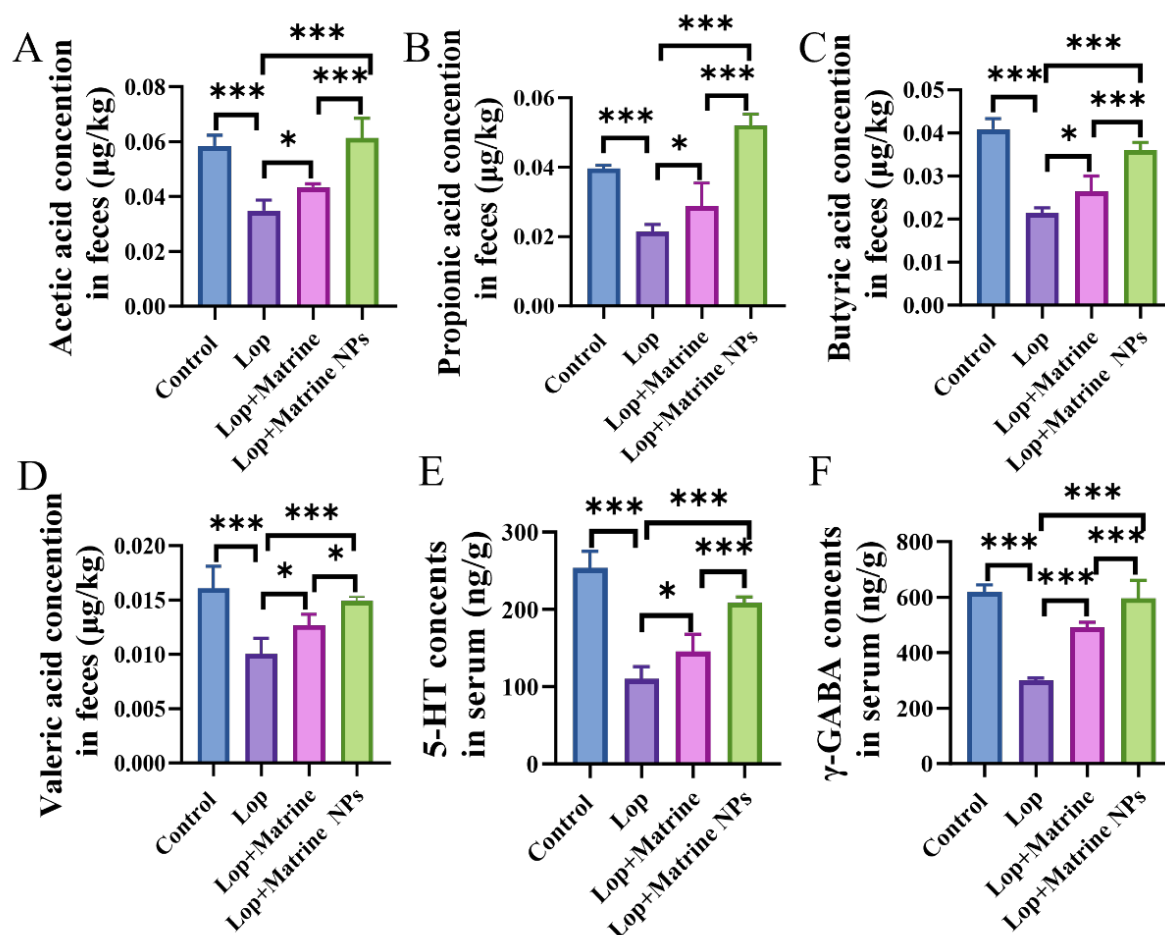 A
Acetic acid concention
in feces (μg/kg)
0.08
0.06
0.04
0.02
0.00
***
*
***
***
Control
Lop
Lop+Matrine
Lop+Matrine NPs
B
Propionic acid concention
in feces (μg/kg)
0.06
0.04
0.02
0.00
***
*
***
***
Control
Lop
Lop+Matrine
Lop+Matrine NPs
C
Butyric acid concention
in feces (μg/kg)
0.05
0.04
0.03
0.02
0.01
0.00
***
*
***
***
Control
Lop
Lop+Matrine
Lop+Matrine NPs
D
Valeric acid concention
in feces (μg/kg)
0.020
0.015
0.010
0.005
0.000
***
*
***
*
Control
Lop
Lop+Matrine
Lop+Matrine NPs
E
5-HT concents
in serum (ng/g)
300
200
100
0
***
*
***
***
Control
Lop
Lop+Matrine
Lop+Matrine NPs
F
γ-GABA concents
in serum (ng/g)
800
600
400
200
0
***
***
***
***
Control
Lop
Lop+Matrine
Lop+Matrine NPs